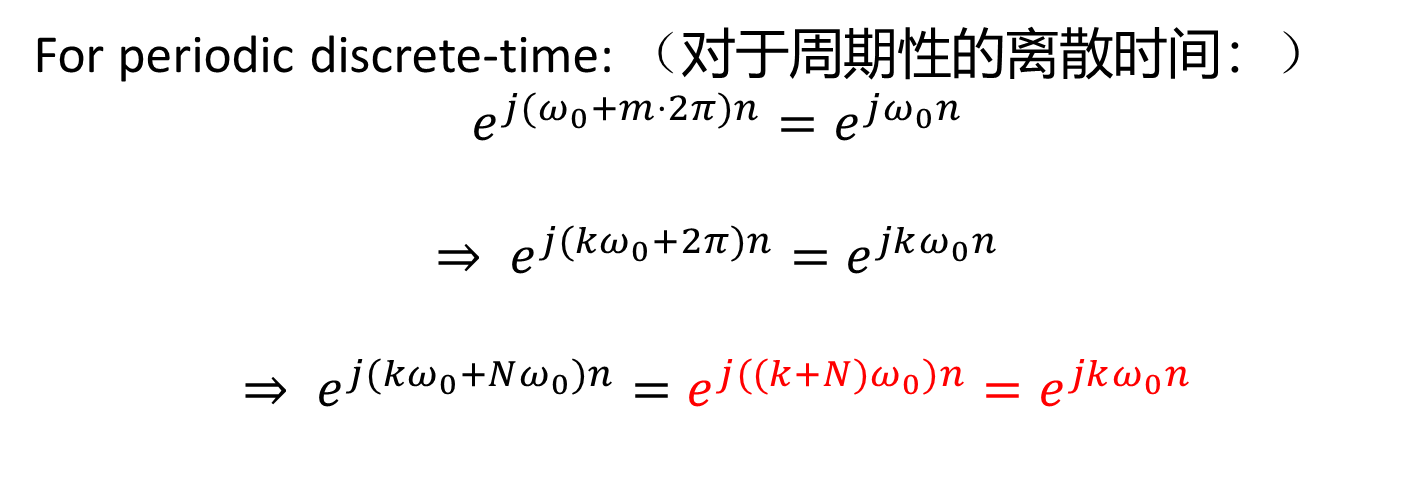 For periodic discrete-time: （对于周期性的离散时间：）
e^{j(ω₀+m·2π)n} = e^{jω₀n}
⇒ e^{j(kω₀+2π)n} = e^{jkω₀n}
⇒ e^{j(kω₀+Nω₀)n} = e^{j((k+N)ω₀)n} = e^{jkω₀n}